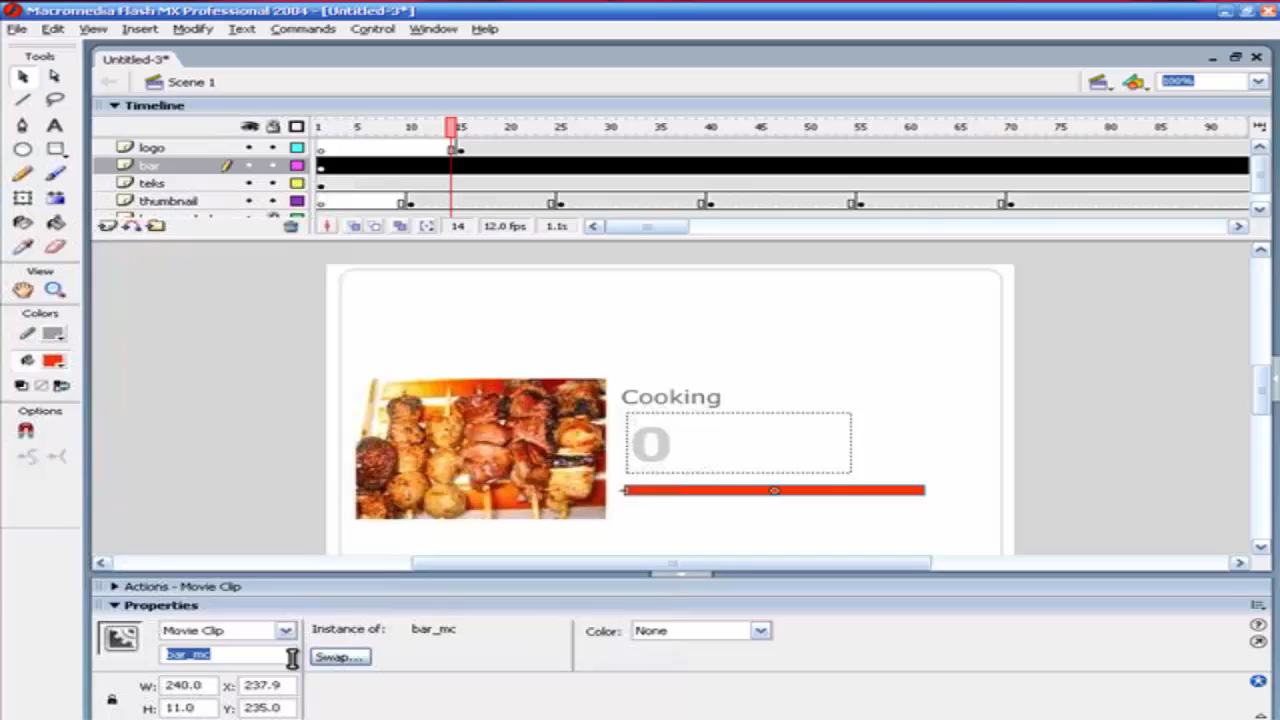 Macromedia Flash MX Professional 2004 - [Untitled-3*]
File Edit View Insert Modify Text Commands Control Window Help
Tools
Untitled-3*
Scene 1
100%
Timeline
1 5 10 15 20 25 30 35 40 45 50 55 60 65 70 75 80 85 90
logo
bar
teks
thumbnail
14 12.0 fps 1.1s
View
Colors
Options
Cooking
0
Actions - Movie Clip
Properties
Movie Clip
Instance of: bar_mc
Color: None
bar_mc
Swap...
W: 240.0 X: 237.9
H: 11.0 Y: 235.0